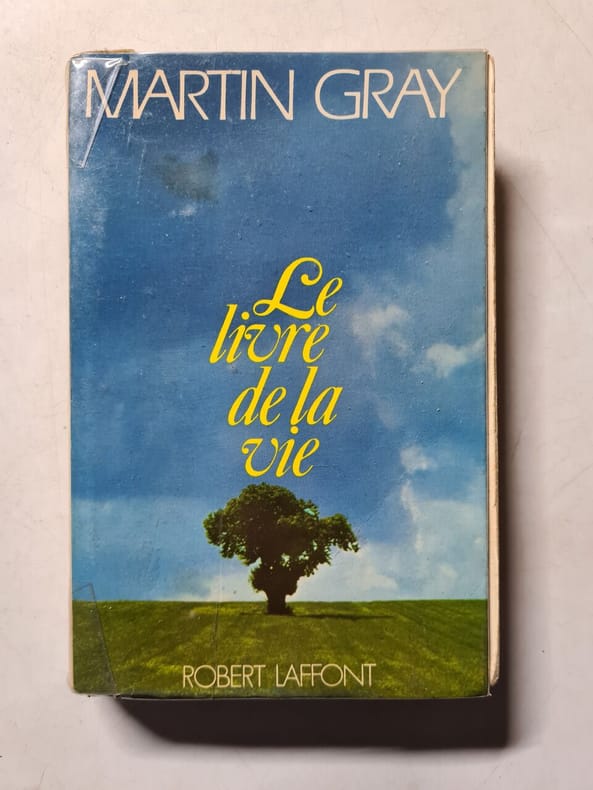 MARTIN GRAY
Le
livre
de la
vie
ROBERT LAFFONT